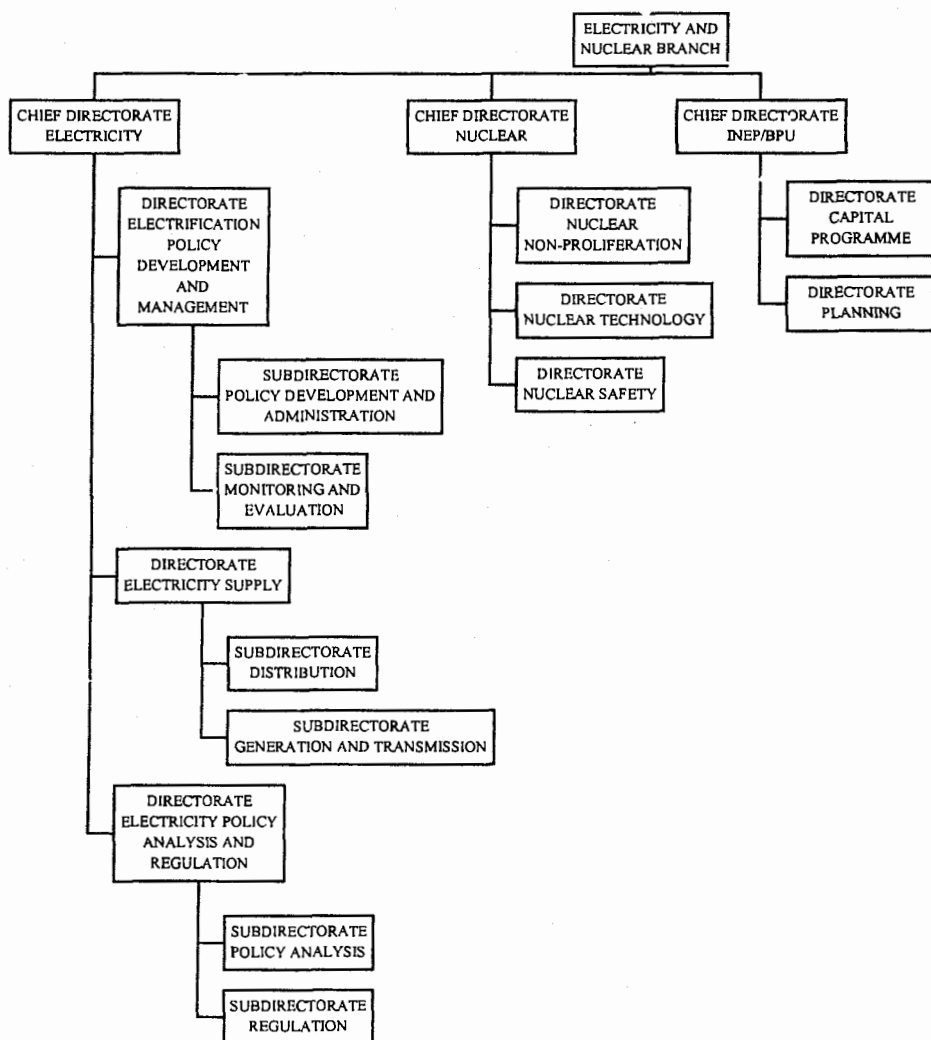 ELECTRICITY AND
NUCLEAR BRANCH
CHIEF DIRECTORATE
ELECTRICITY
DIRECTORATE
ELECTRIFICATION
POLICY
DEVELOPMENT
AND
MANAGEMENT
SUBDIRECTORATE
POLICY DEVELOPMENT AND
ADMINISTRATION
SUBDIRECTORATE
MONITORING AND
EVALUATION
DIRECTORATE
ELECTRICITY SUPPLY
SUBDIRECTORATE
DISTRIBUTION
SUBDIRECTORATE
GENERATION AND TRANSMISSION
DIRECTORATE
ELECTRICITY POLICY
ANALYSIS AND
REGULATION
SUBDIRECTORATE
POLICY ANALYSIS
SUBDIRECTORATE
REGULATION
CHIEF DIRECTORATE
NUCLEAR
DIRECTORATE
NUCLEAR
NON-PROLIFERATION
DIRECTORATE
NUCLEAR TECHNOLOGY
DIRECTORATE
NUCLEAR SAFETY
CHIEF DIRECTORATE
INEP/BPU
DIRECTORATE
CAPITAL
PROGRAMME
DIRECTORATE
PLANNING